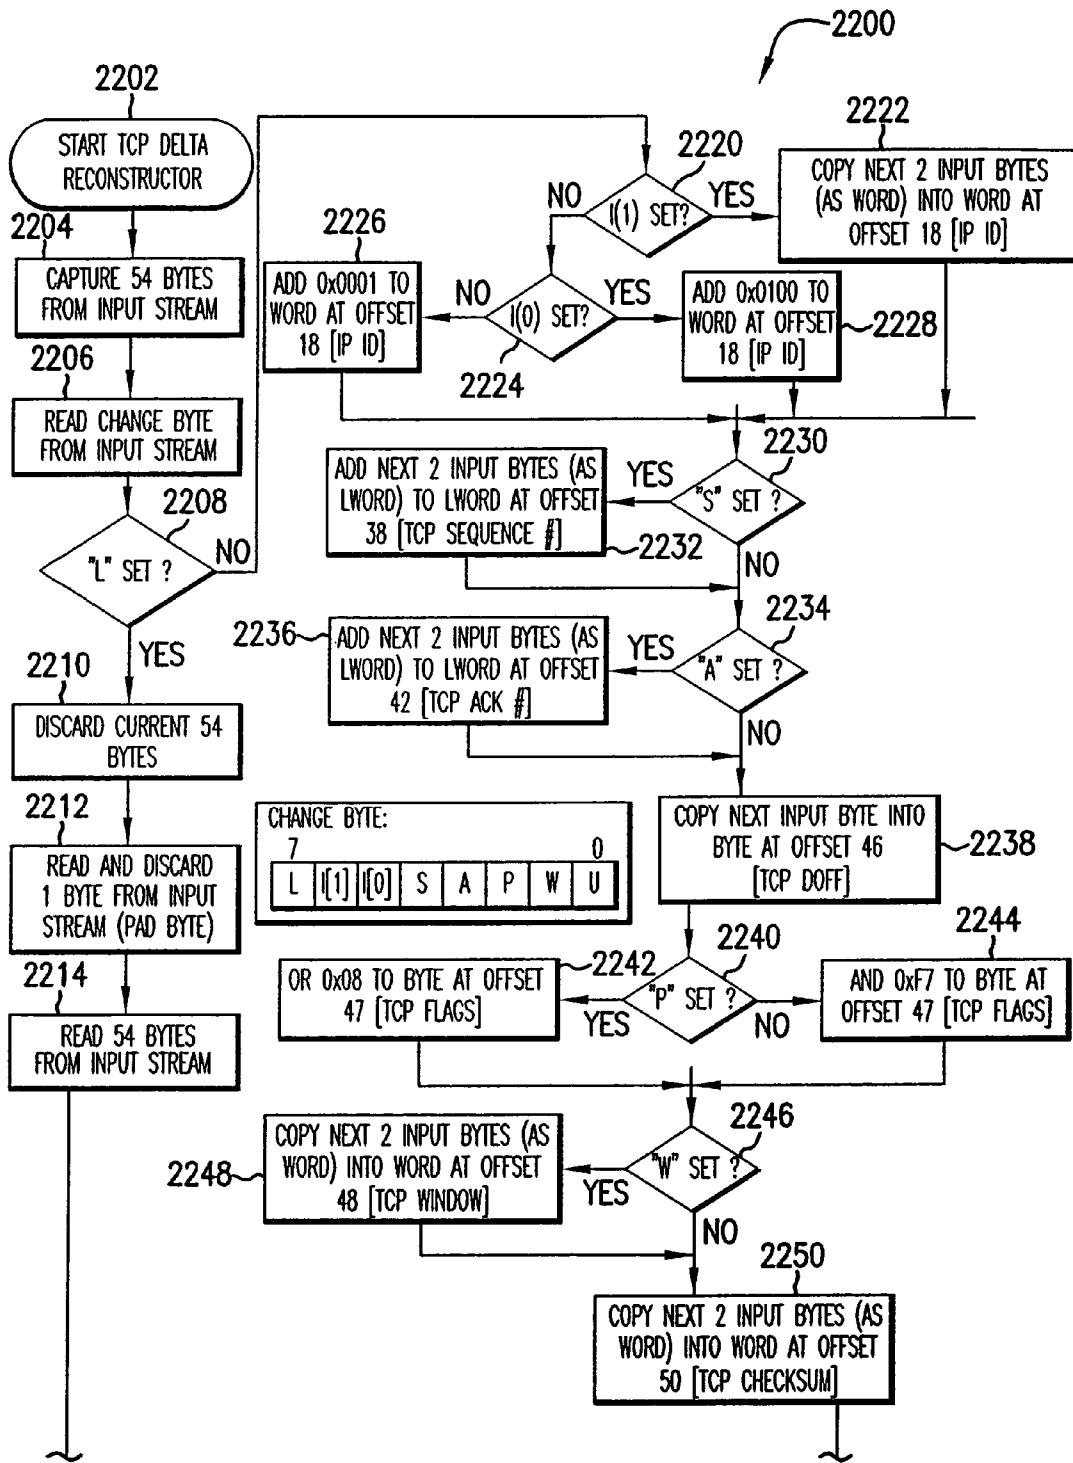 2200
2202
START TCP DELTA
RECONSTRUCTOR
2204
CAPTURE 54 BYTES
FROM INPUT STREAM
2206
READ CHANGE BYTE
FROM INPUT STREAM
2208
"L" SET ?
NO
YES
2210
DISCARD CURRENT 54
BYTES
2212
READ AND DISCARD
1 BYTE FROM INPUT
STREAM (PAD BYTE)
2214
READ 54 BYTES
FROM INPUT STREAM
2220
I(1) SET?
NO
YES
2222
COPY NEXT 2 INPUT BYTES
(AS WORD) INTO WORD AT
OFFSET 18 [IP ID]
2224
I(0) SET?
NO
YES
2226
ADD 0x0001 TO
WORD AT OFFSET
18 [IP ID]
2228
ADD 0x0100 TO
WORD AT OFFSET
18 [IP ID]
2230
"S" SET ?
YES
NO
ADD NEXT 2 INPUT BYTES (AS
LWORD) TO LWORD AT OFFSET
38 [TCP SEQUENCE #]
2232
2234
"A" SET ?
YES
NO
2236
ADD NEXT 2 INPUT BYTES (AS
LWORD) TO LWORD AT OFFSET
42 [TCP ACK #]
COPY NEXT INPUT BYTE INTO
BYTE AT OFFSET 46
[TCP DOFF]
2238
CHANGE BYTE:
7 0
L I[1] I[0] S A P W U
2240
"P" SET ?
YES
NO
2242
OR 0x08 TO BYTE AT OFFSET
47 [TCP FLAGS]
2244
AND 0xF7 TO BYTE AT
OFFSET 47 [TCP FLAGS]
2246
"W" SET ?
YES
NO
2248
COPY NEXT 2 INPUT BYTES (AS
WORD) INTO WORD AT OFFSET
48 [TCP WINDOW]
2250
COPY NEXT 2 INPUT BYTES (AS
WORD) INTO WORD AT OFFSET
50 [TCP CHECKSUM]